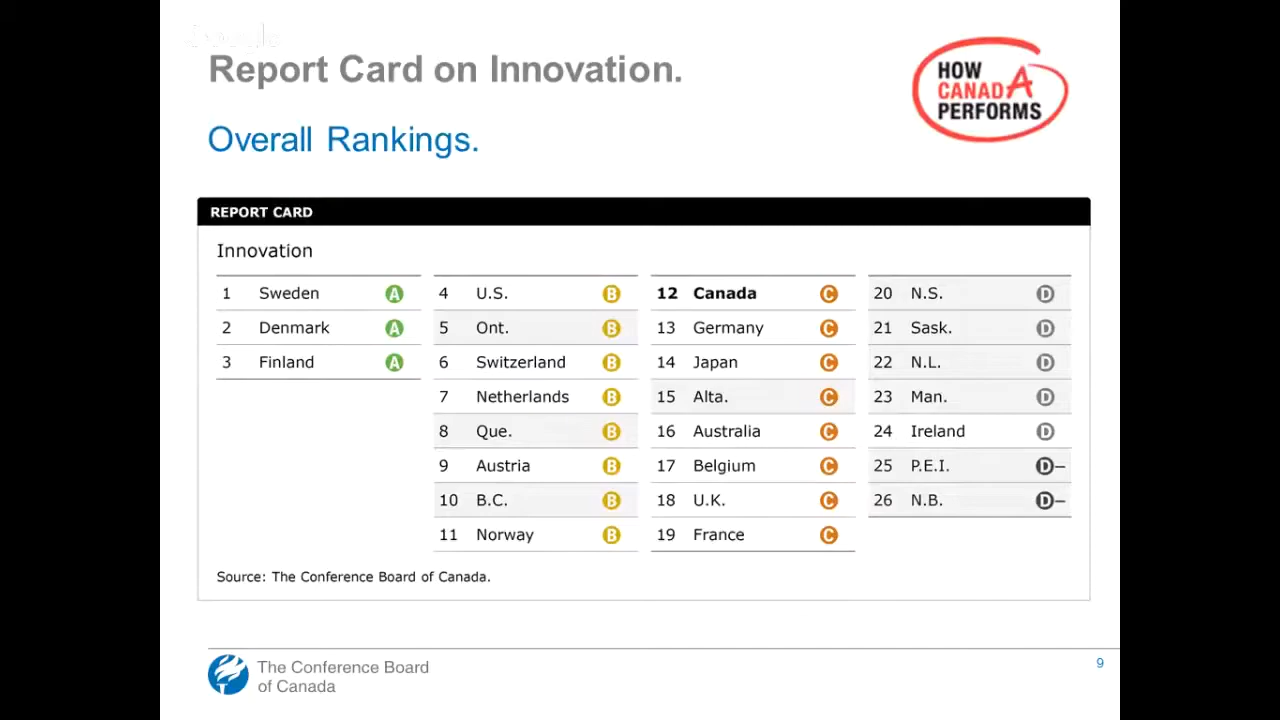 Google
Report Card on Innovation.
HOW
CANADA
PERFORMS
Overall Rankings.
REPORT CARD
Innovation
1 Sweden A
2 Denmark A
3 Finland A
4 U.S. B
5 Ont. B
6 Switzerland B
7 Netherlands B
8 Que. B
9 Austria B
10 B.C. B
11 Norway B
12 Canada C
13 Germany C
14 Japan C
15 Alta. C
16 Australia C
17 Belgium C
18 U.K. C
19 France C
20 N.S. D
21 Sask. D
22 N.L. D
23 Man. D
24 Ireland D
25 P.E.I. D–
26 N.B. D–
Source: The Conference Board of Canada.
The Conference Board
of Canada
9